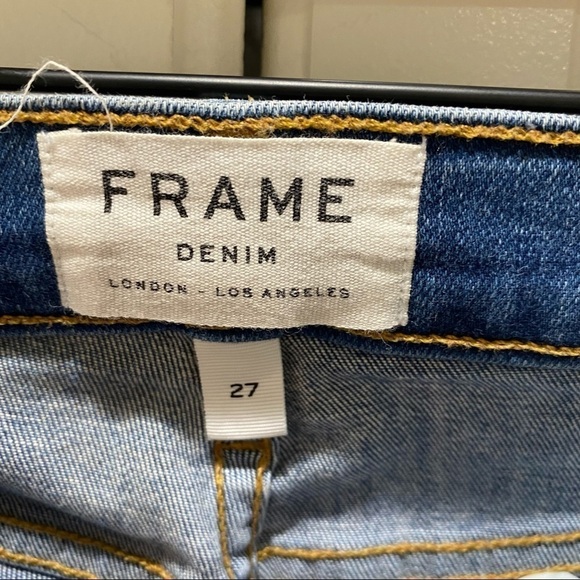 FRAME
DENIM
LONDON - LOS ANGELES
27